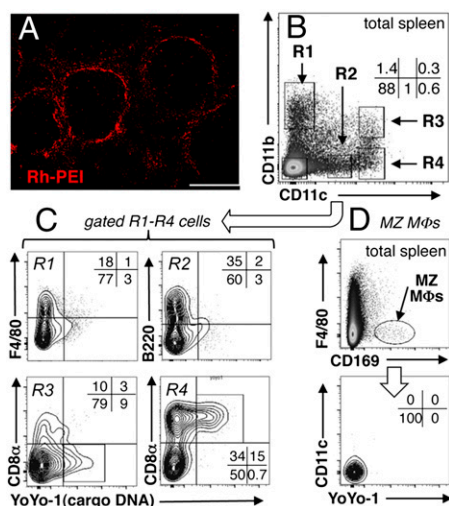 A
Rh-PEI
B
total spleen
R1
R2
R3
R4
1.4 0.3
88 1 0.6
CD11b
CD11c
C
gated R1-R4 cells
R1
18 1
77 3
F4/80
R2
35 2
60 3
B220
R3
10 3
79 9
CD8α
R4
34 15
50 0.7
CD8α
YoYo-1(cargo DNA)
D
MZ MΦs
total spleen
MZ
MΦs
F4/80
CD169
0 0
100 0
CD11c
YoYo-1